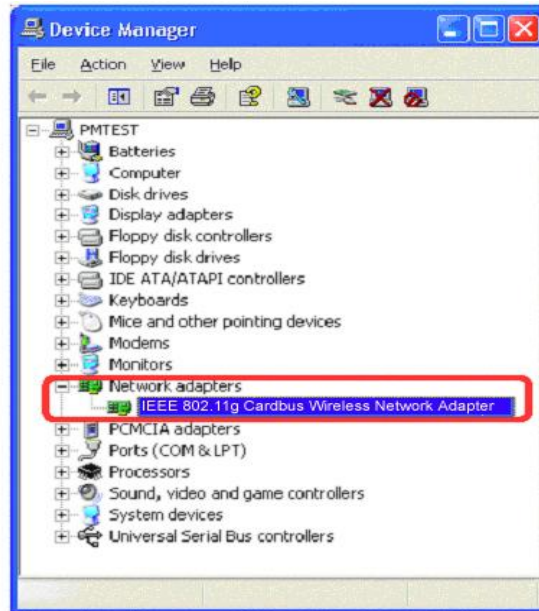 Device Manager
File Action View Help
PMTEST
Batteries
Computer
Disk drives
Display adapters
Floppy disk controllers
Floppy disk drives
IDE ATA/ATAPI controllers
Keyboards
Mice and other pointing devices
Modems
Monitors
Network adapters
IEEE 802.11g Cardbus Wireless Network Adapter
PCMCIA adapters
Ports (COM & LPT)
Processors
Sound, video and game controllers
System devices
Universal Serial Bus controllers